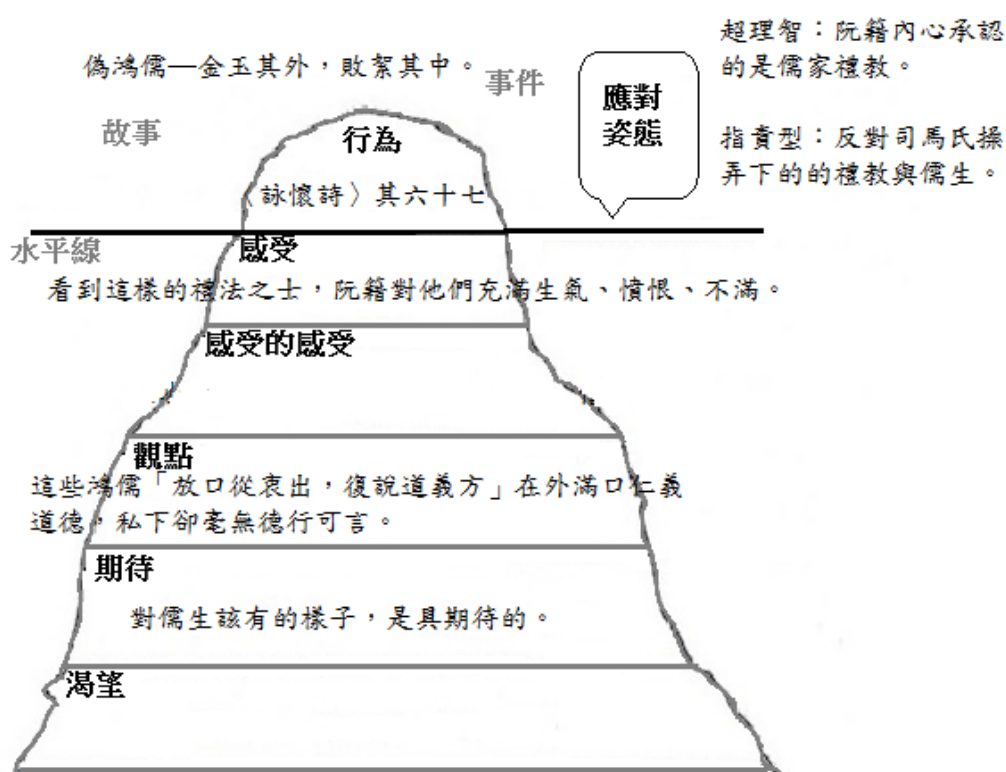 偽鴻儒—金玉其外，敗絮其中。
事件
故事
行為
〈詠懷詩〉其六十七
應對
姿態
超理智：阮籍內心承認
的是儒家禮教。
指責型：反對司馬氏操
弄下的的禮教與儒生。
水平線
感受
看到這樣的禮法之士，阮籍對他們充滿生氣、憤恨、不滿。
感受的感受
觀點
這些鴻儒「放口從衷出，復說道義方」在外滿口仁義
道德，私下卻毫無德行可言。
期待
對儒生該有的樣子，是具期待的。
渴望